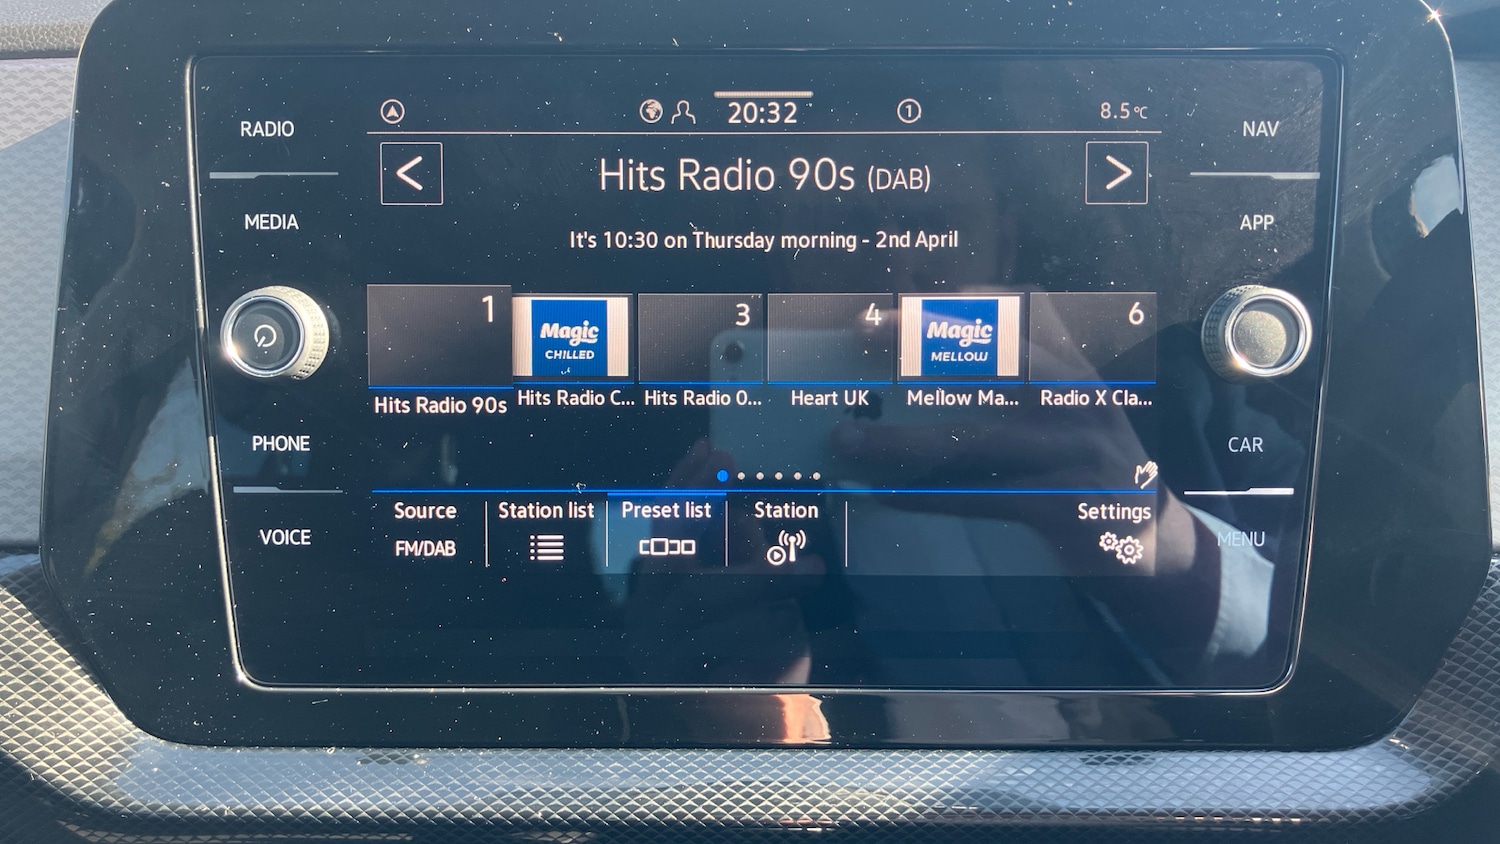 RADIO
MEDIA
PHONE
VOICE
20:32
1
8.5°C
Hits Radio 90s (DAB)
It's 10:30 on Thursday morning - 2nd April
1
Magic
CHILLED
3
4
Magic
MELLOW
6
Hits Radio 90s
Hits Radio C...
Hits Radio 0...
Heart UK
Mellow Ma...
Radio X Cla...
Source
FM/DAB
Station list
Preset list
Station
Settings
NAV
APP
CAR
MENU